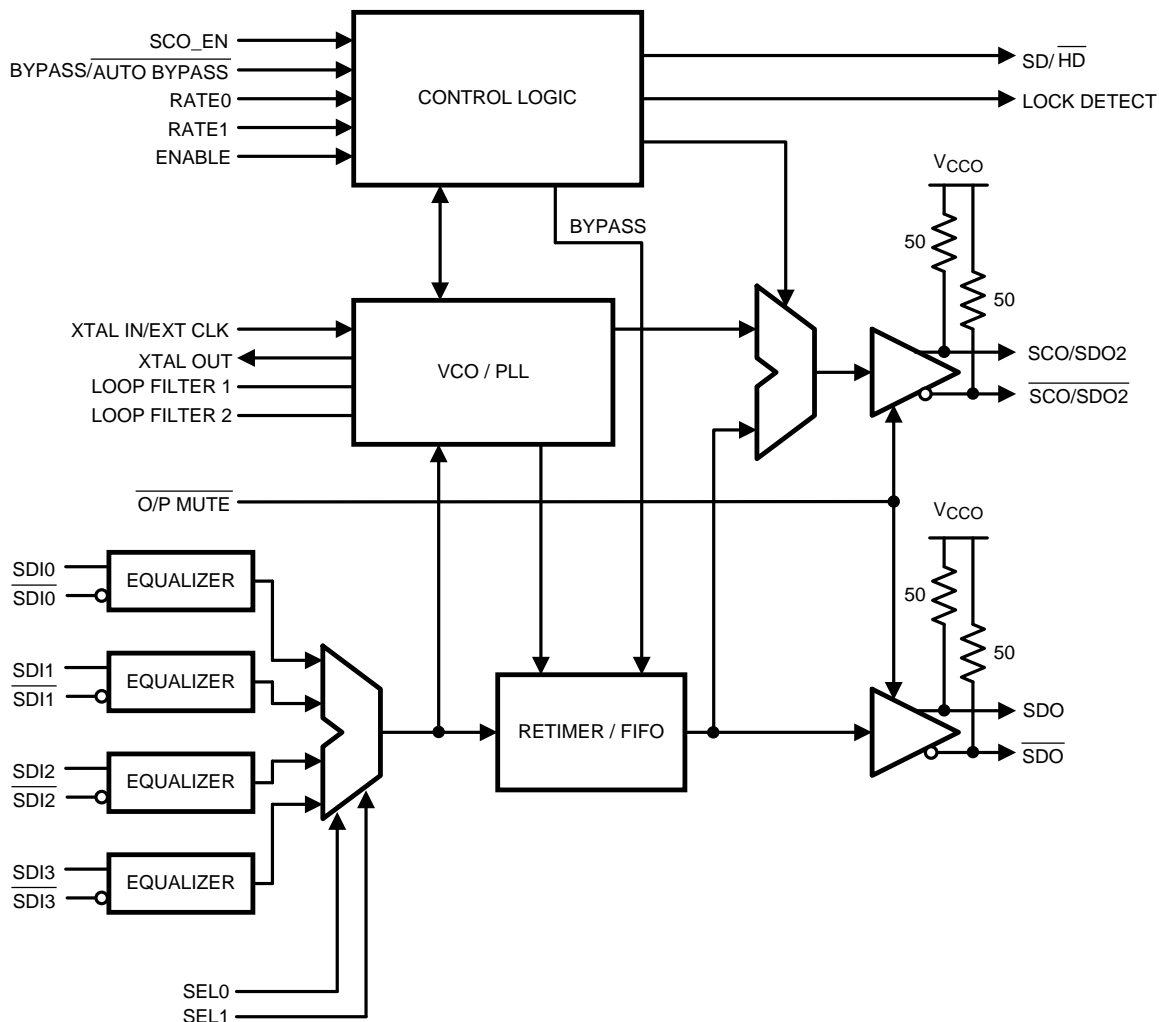 SCO_EN
BYPASS/AUTO BYPASS
RATE0
RATE1
ENABLE
CONTROL LOGIC
SD/HD
LOCK DETECT
BYPASS
VCCO
50
50
XTAL IN/EXT CLK
XTAL OUT
LOOP FILTER 1
LOOP FILTER 2
VCO / PLL
SCO/SDO2
SCO/SDO2
O/P MUTE
VCCO
50
50
SDI0
SDI0
EQUALIZER
SDI1
SDI1
EQUALIZER
SDI2
SDI2
EQUALIZER
SDI3
SDI3
EQUALIZER
RETIMER / FIFO
SDO
SDO
SEL0
SEL1